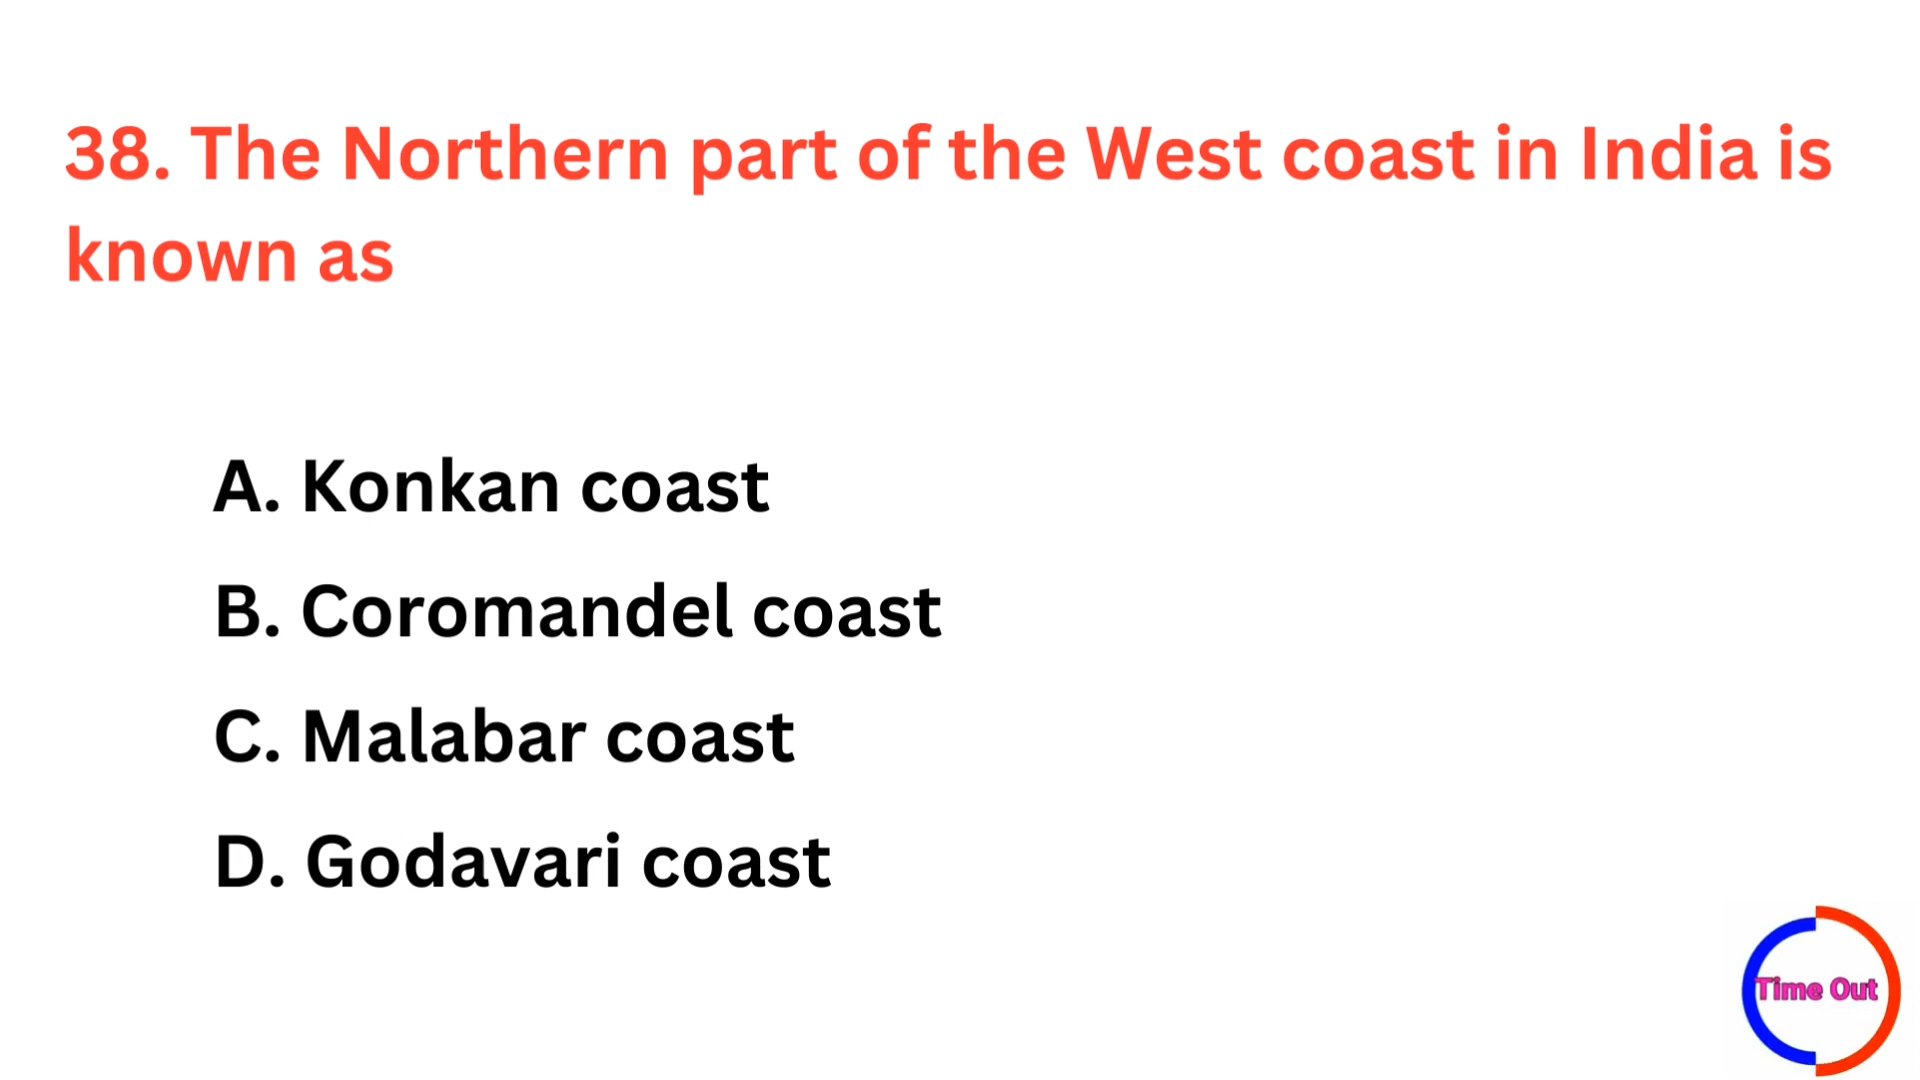 38. The Northern part of the West coast in India is
known as
A. Konkan coast
B. Coromandel coast
C. Malabar coast
D. Godavari coast
Time Out